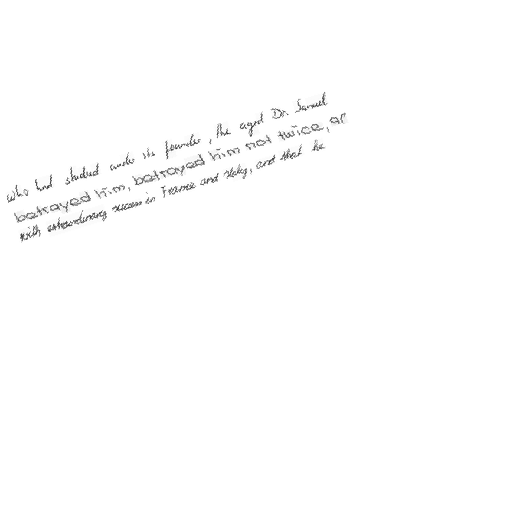 who had studied under its founder, the aged Dr. Samuel
betrayed him, betrayed him not twice, as
with extraordinary success in France and Italy, and that he